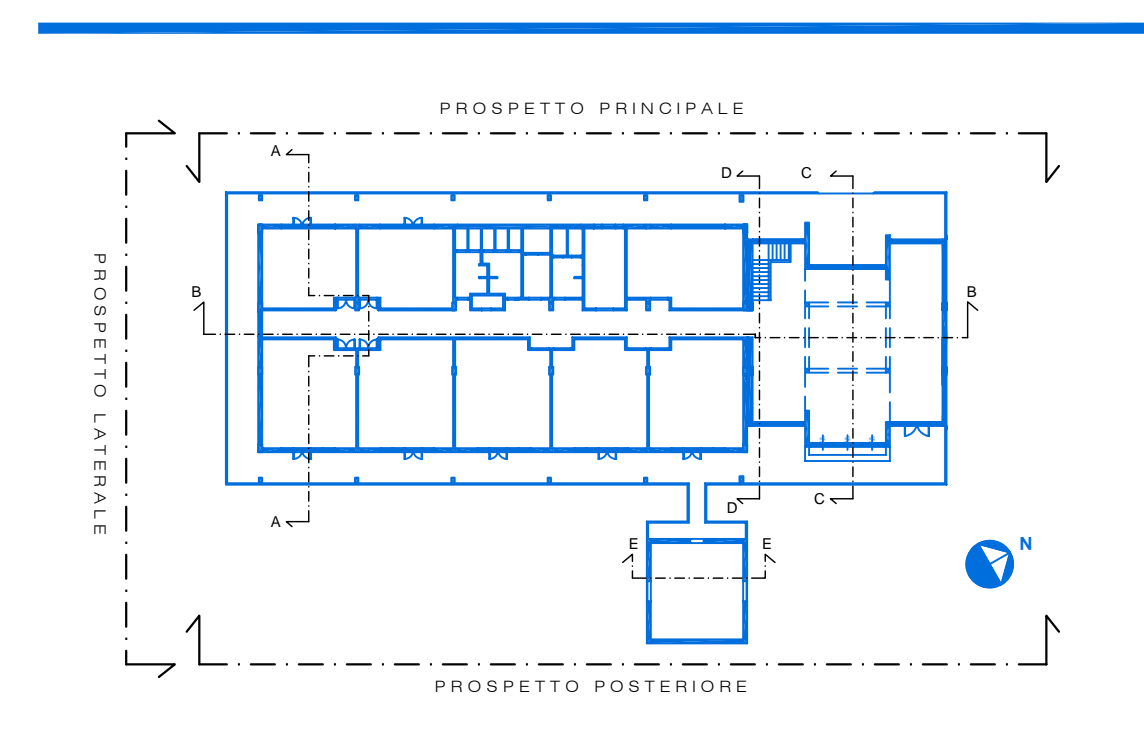 PROSPETTO PRINCIPALE
A
D
C
PROSPETTO LATERALE
B
B
A
D
C
E
E
N
PROSPETTO POSTERIORE